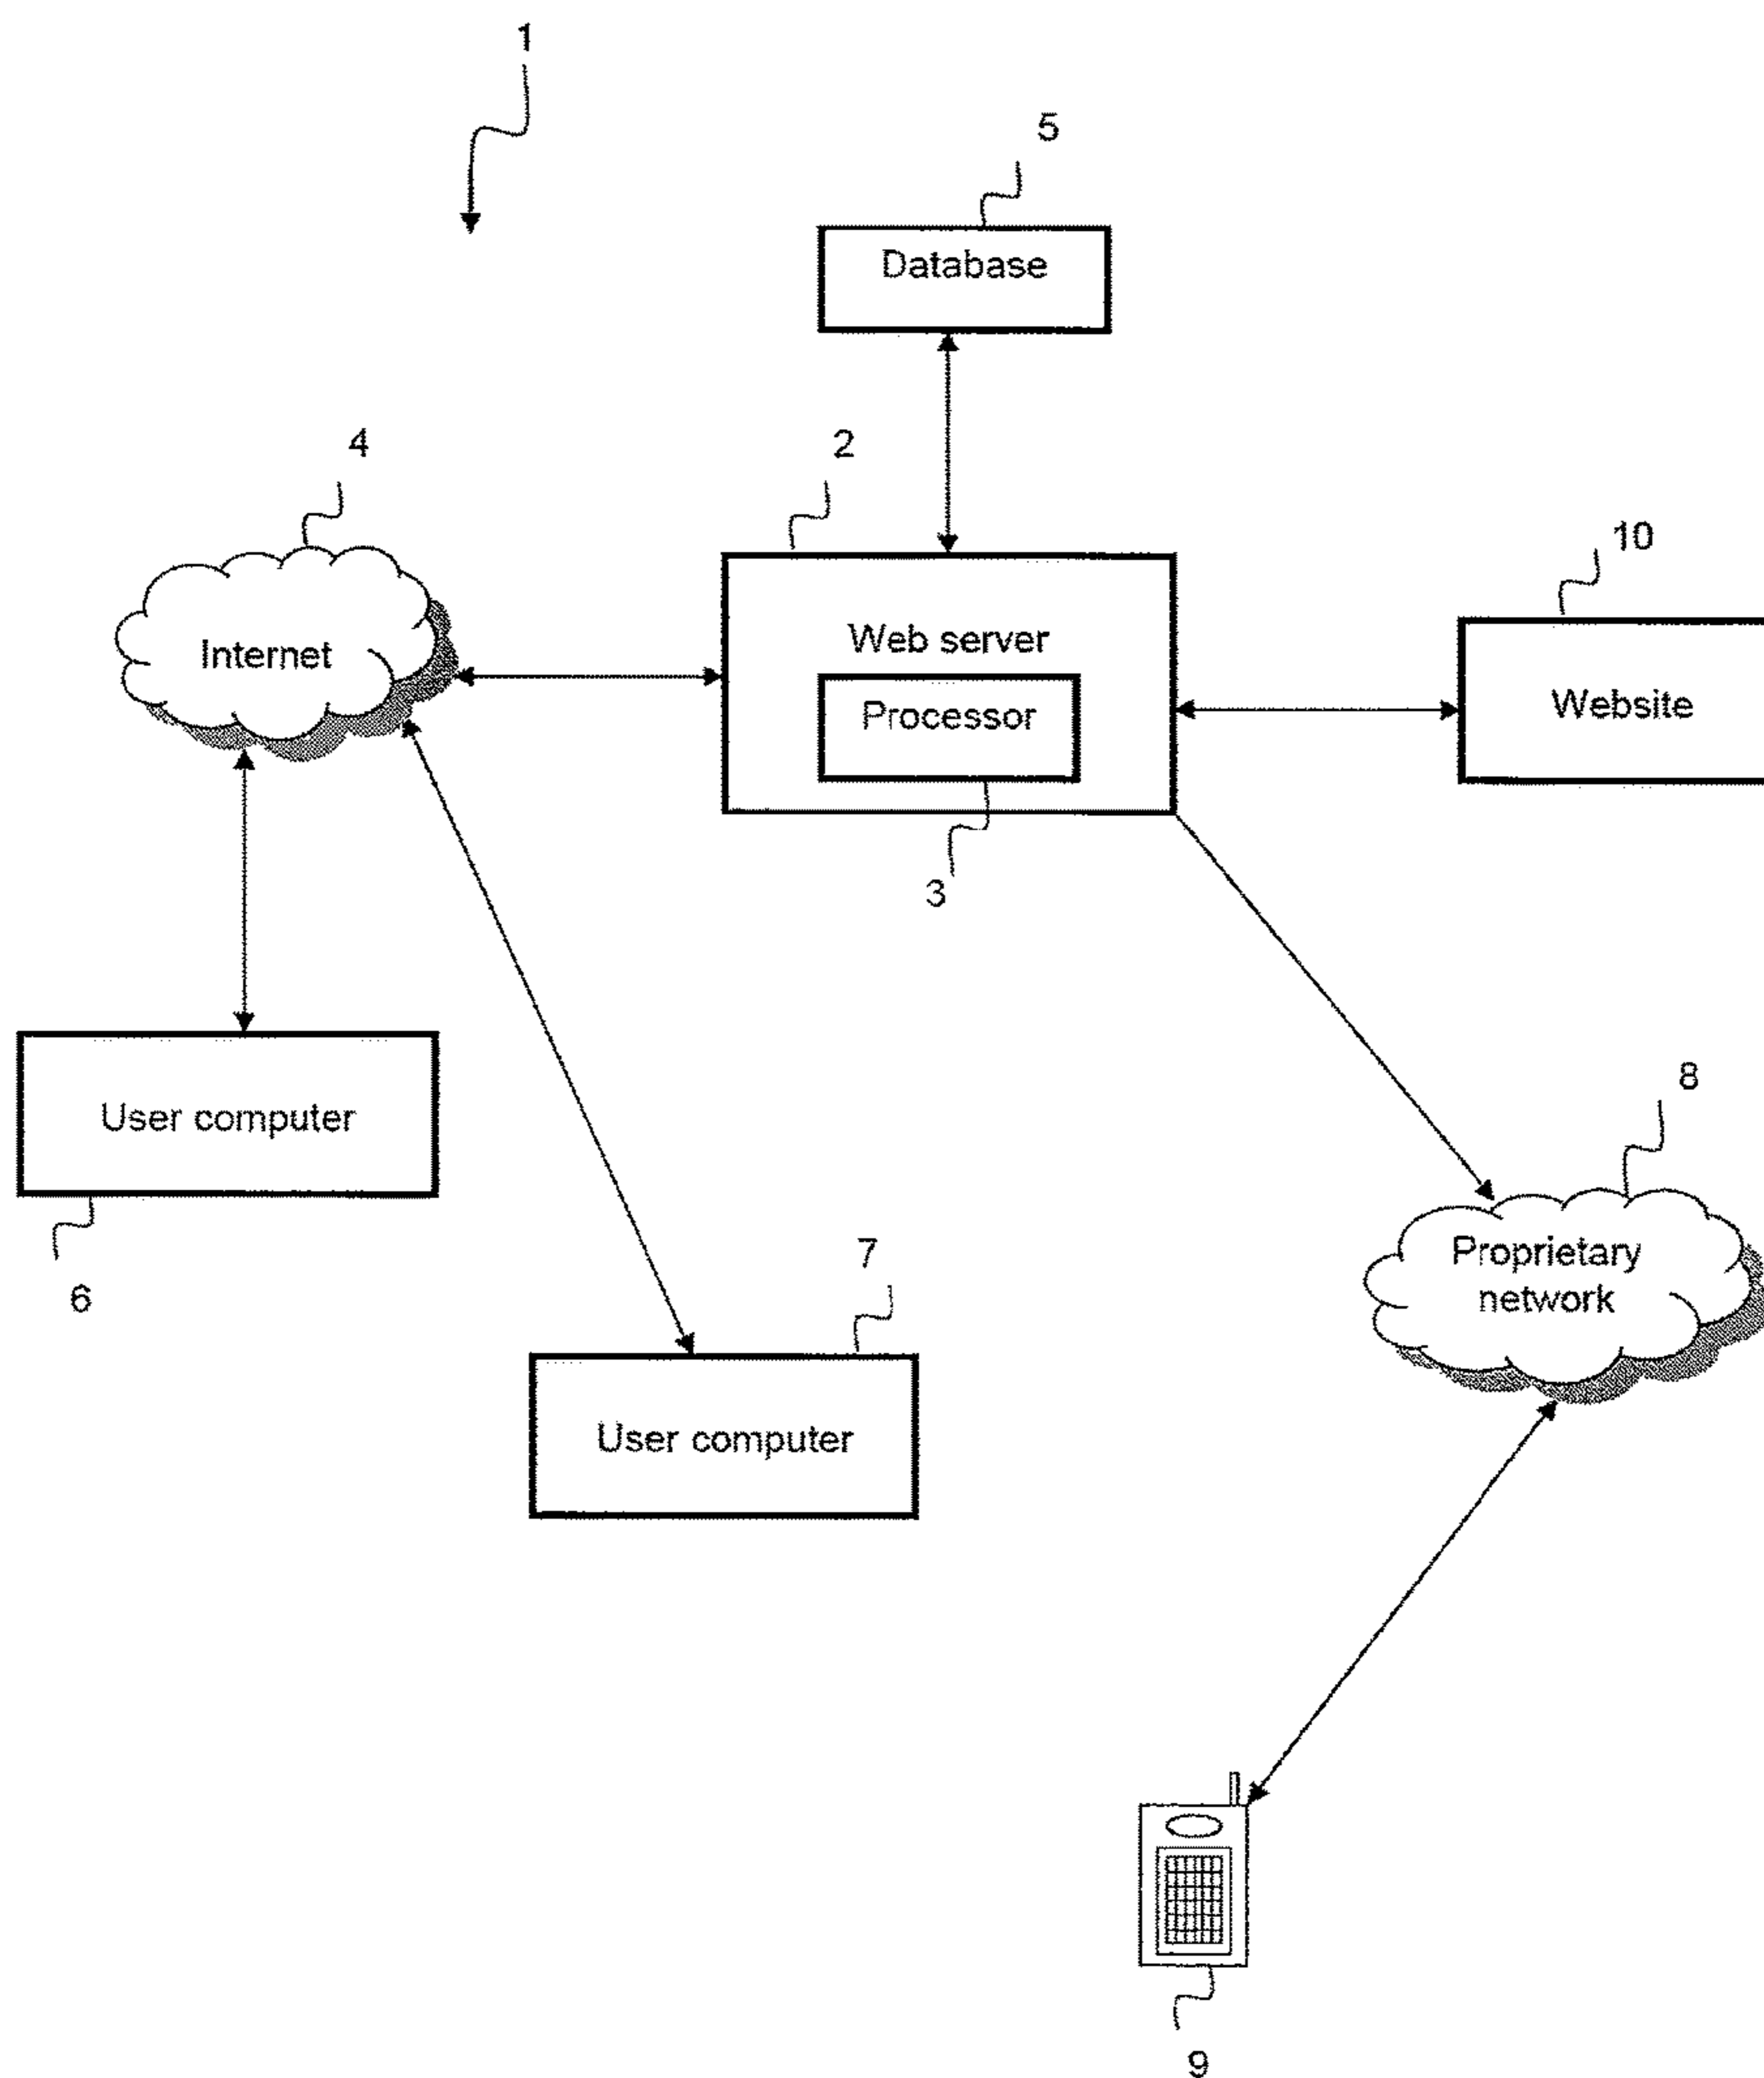 1
5
Database
4
2
10
Internet
Web server
Website
Processor
3
User computer
8
6
7
Proprietary
network
User computer
9